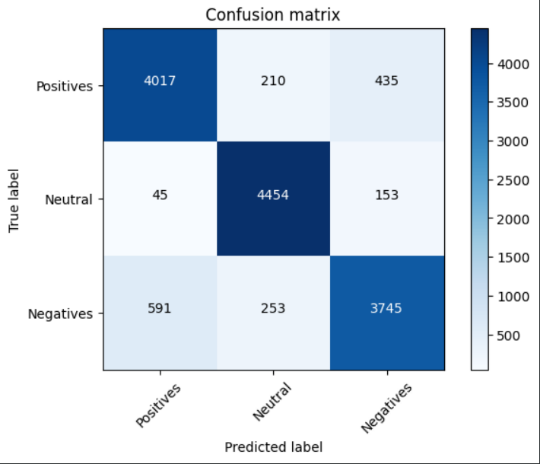 Confusion matrix
Positives 4017 210 435
Neutral 45 4454 153
Negatives 591 253 3745
Positives Neutral Negatives
True label
Predicted label
4000
3500
3000
2500
2000
1500
1000
500